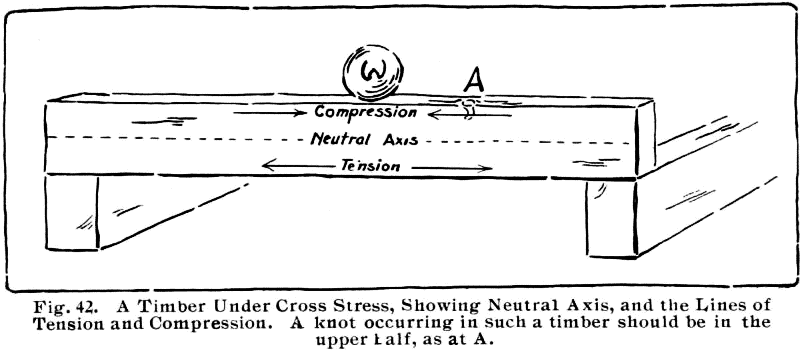 W
A
Compression
Neutral Axis
Tension
Fig. 42. A Timber Under Cross Stress, Showing Neutral Axis, and the Lines of
Tension and Compression. A knot occurring in such a timber should be in the
upper half, as at A.